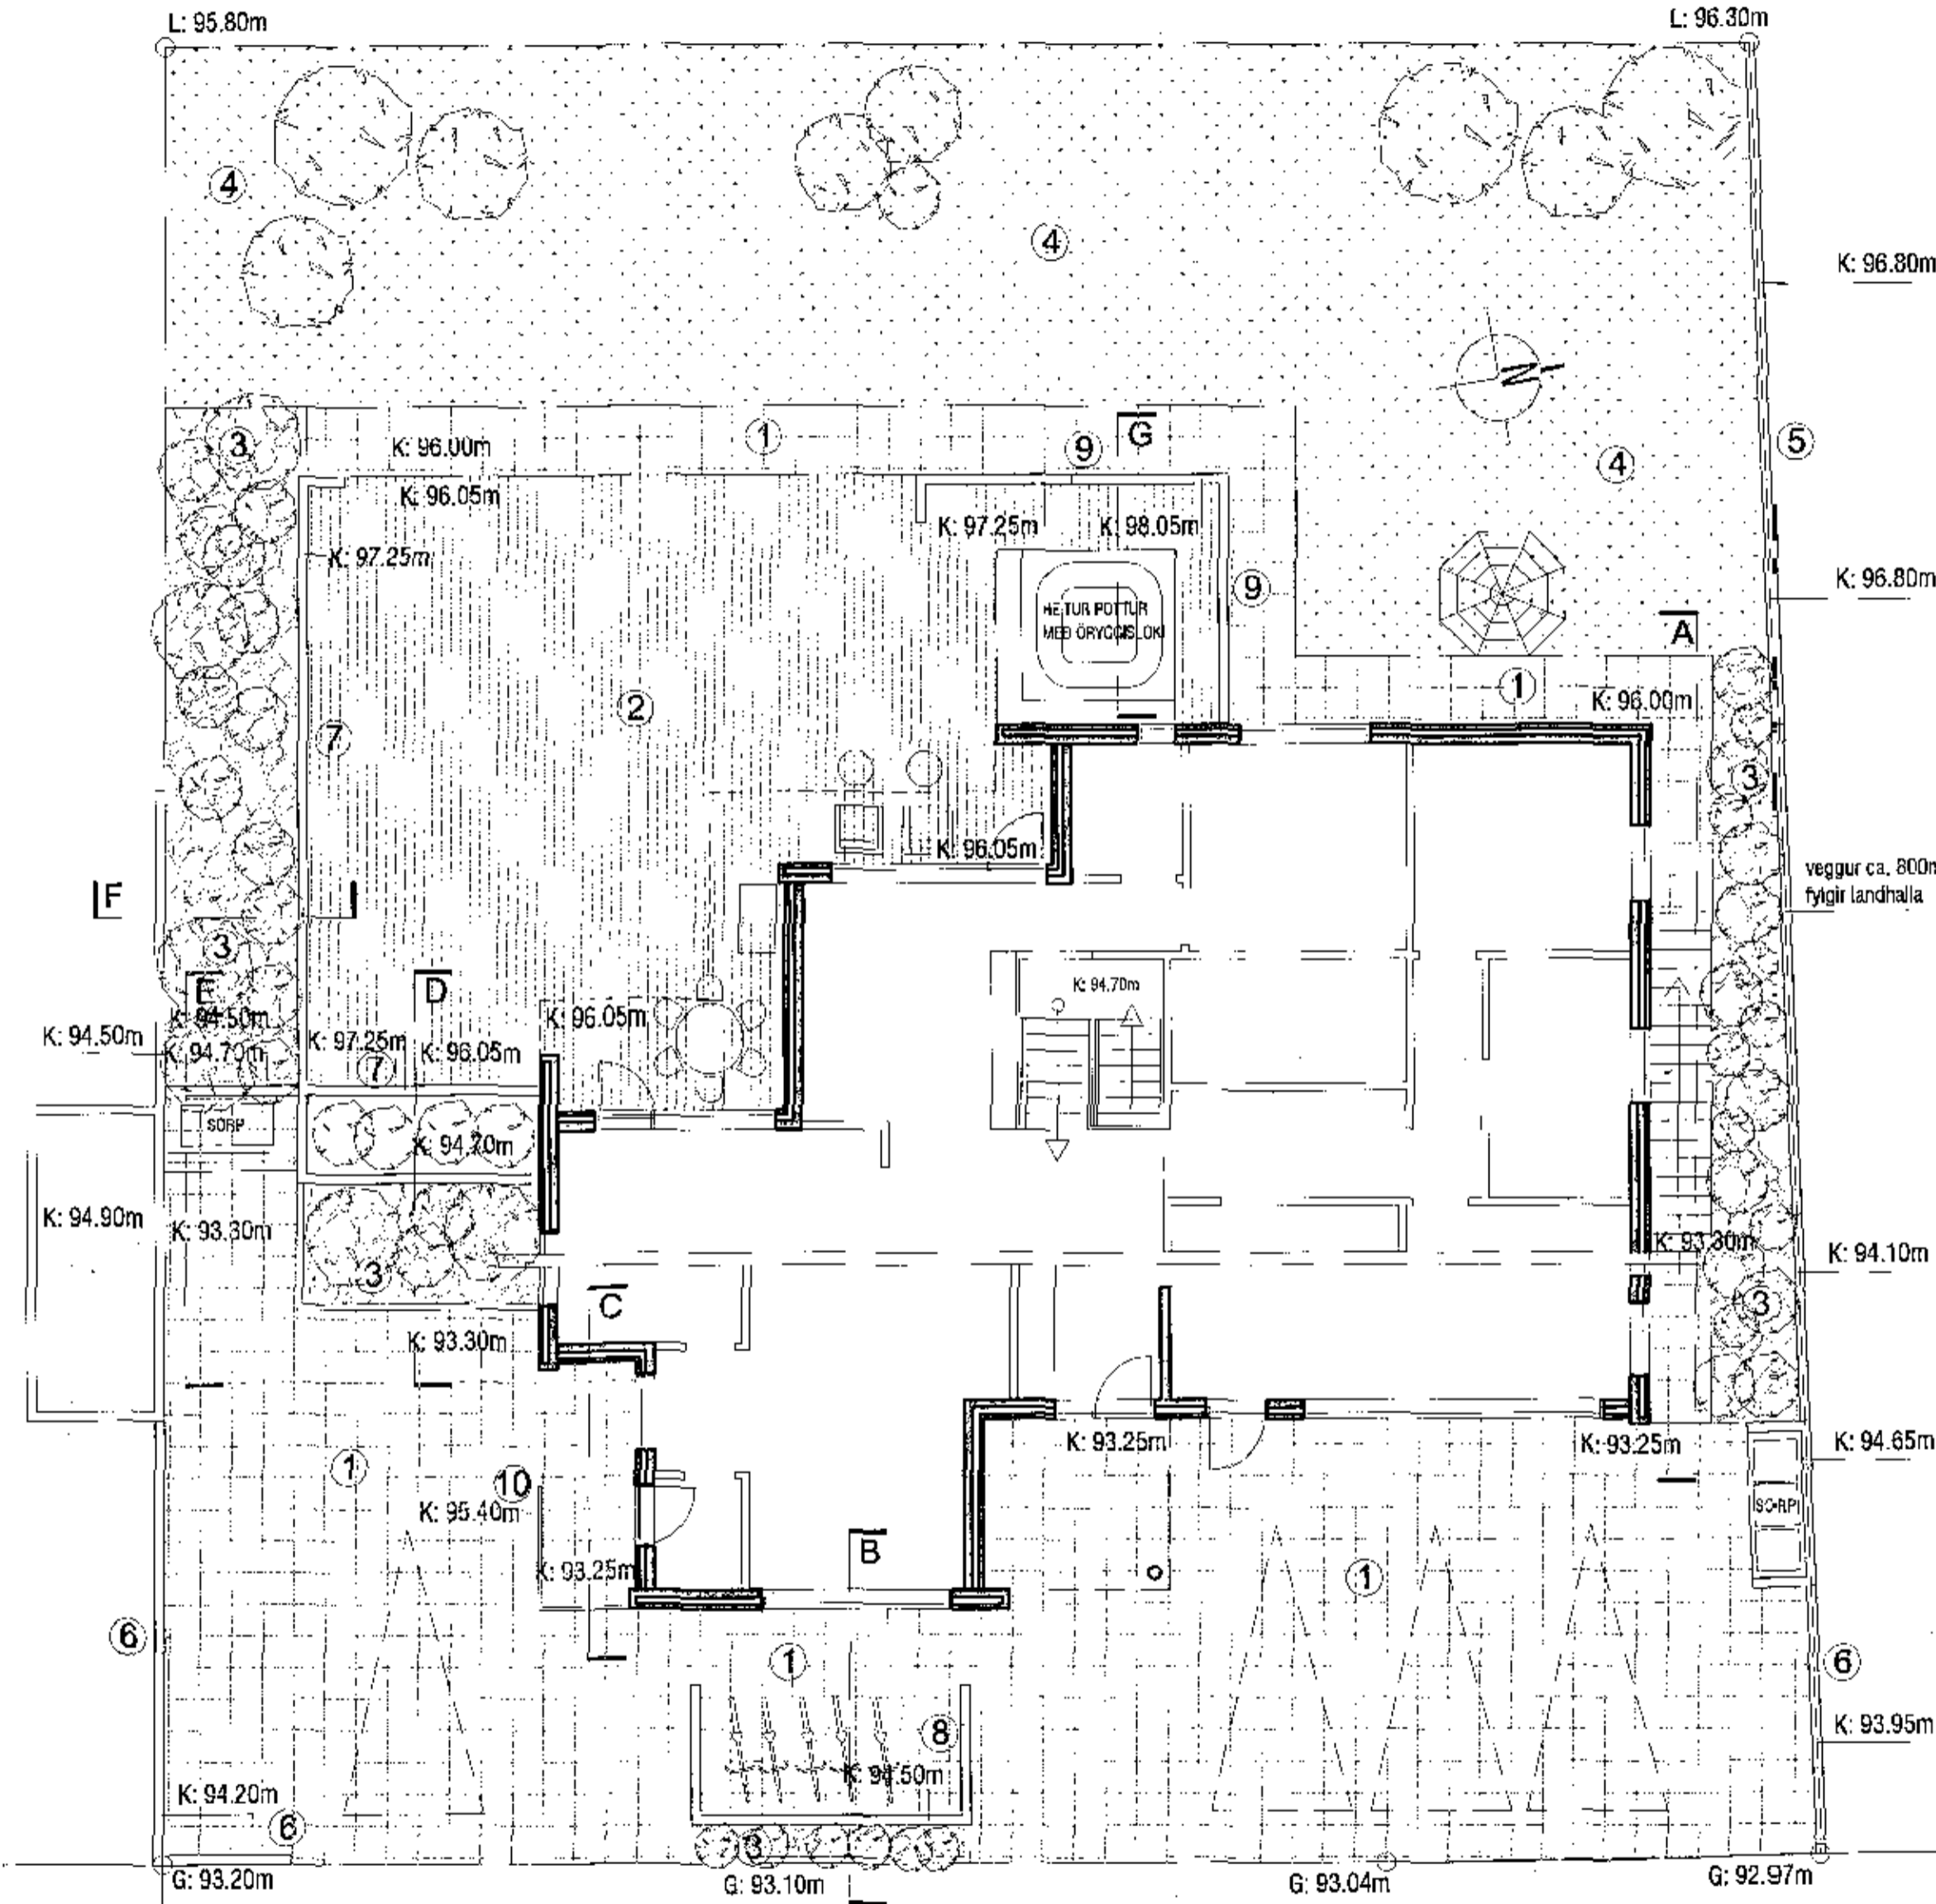 L: 95.80m
L: 96.30m
4
4
K: 96.80m
N
3
K: 96.00m
1
9
G
4
5
K: 96.05m
K: 97.25m
K: 98.05m
K: 97.25m
9
K: 96.80m
HEITUR POTTUR
MEÐ ÖRYGGISLOKI
A
2
1
K: 96.00m
7
3
K: 96.05m
veggur ca. 800m
fylgir landhalla
F
3
E
D
K: 94.70m
K: 94.50m
K: 94.50m
K: 96.05m
K: 94.70m
K: 97.25m
K: 96.05m
7
SORP
K: 94.70m
K: 94.90m
K: 93.30m
K: 93.30m
K: 94.10m
3
C
3
K: 93.30m
K: 93.25m
K: 93.25m
K: 94.65m
1
10
K: 95.40m
SORP
B
K: 93.25m
1
6
1
6
8
K: 93.95m
K: 94.50m
K: 94.20m
6
3
G: 93.20m
G: 93.10m
G: 93.04m
G: 92.97m